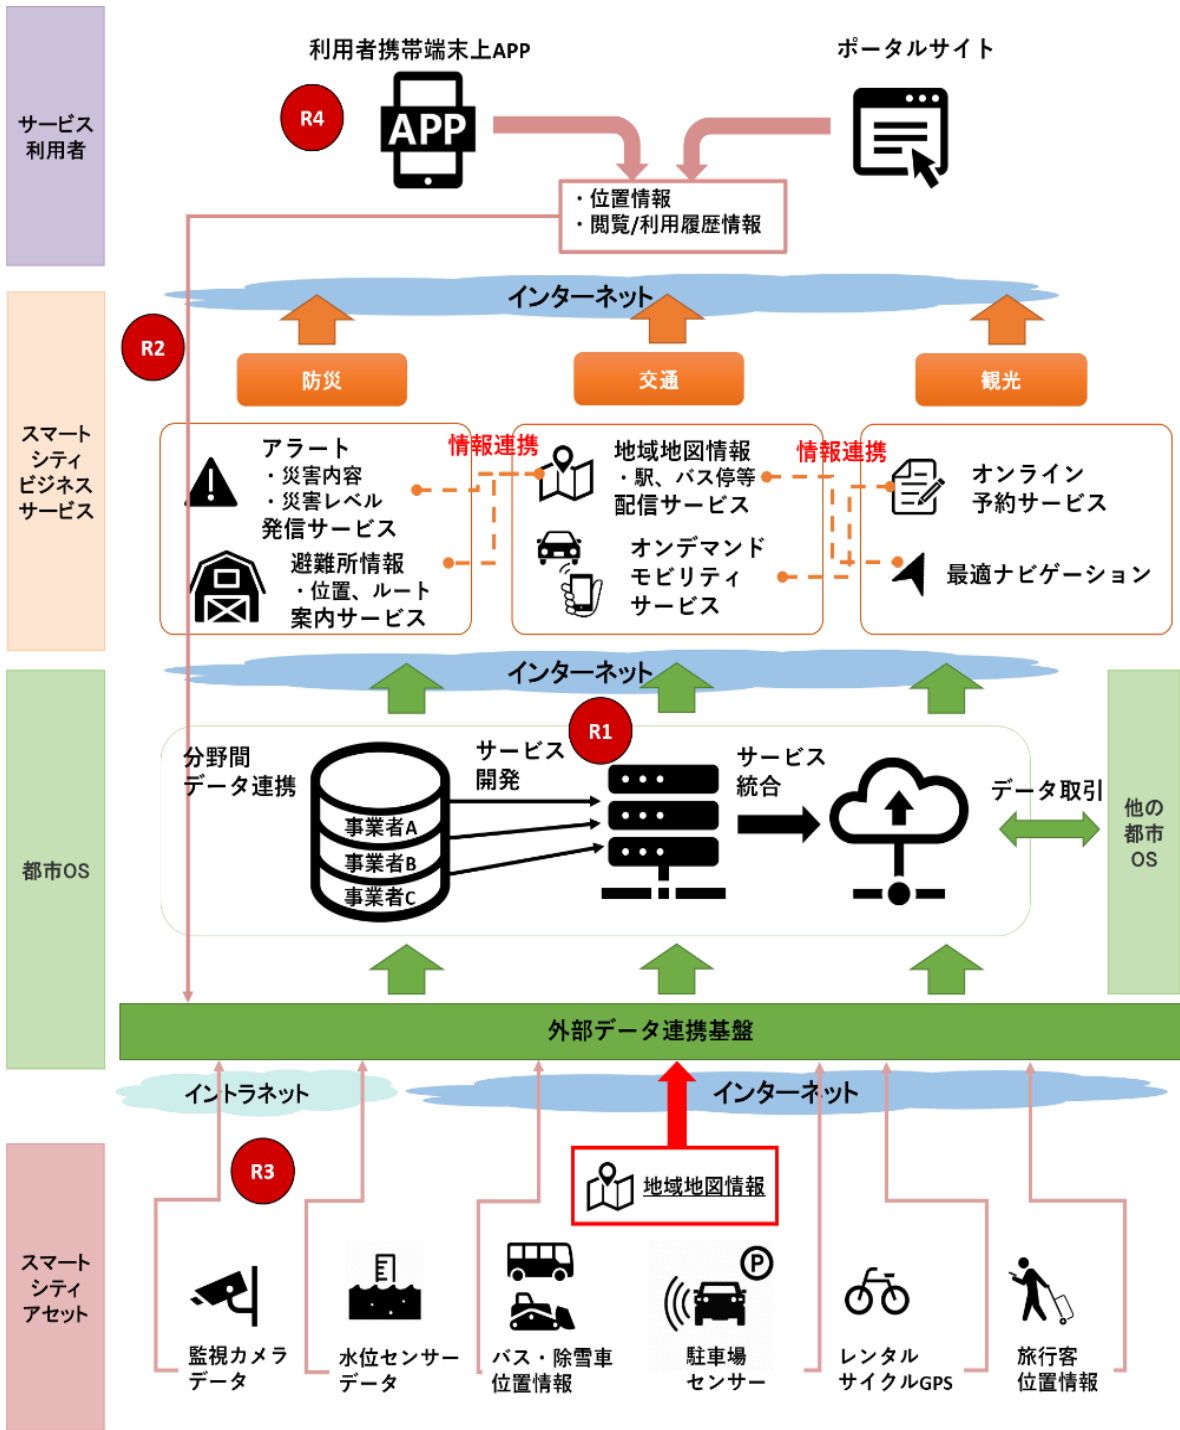 利用者携帯端末上APP
ポータルサイト
サービス
利用者
R4
APP
・位置情報
・閲覧/利用履歴情報
インターネット
R2
防災
交通
観光
スマート
シティ
ビジネス
サービス
アラート
・災害内容
・災害レベル
発信サービス
避難所情報
・位置、ルート
案内サービス
情報連携
地域地図情報
・駅、バス停等
配信サービス
オンデマンド
モビリティ
サービス
情報連携
オンライン
予約サービス
最適ナビゲーション
インターネット
R1
都市OS
分野間
データ連携
事業者A
事業者B
事業者C
サービス
開発
サービス
統合
データ取引
他の
都市
OS
外部データ連携基盤
イントラネット
インターネット
R3
地域地図情報
スマート
シティ
アセット
P
監視カメラ
データ
水位センサー
データ
バス・除雪車
位置情報
駐車場
センサー
レンタル
サイクルGPS
旅行客
位置情報